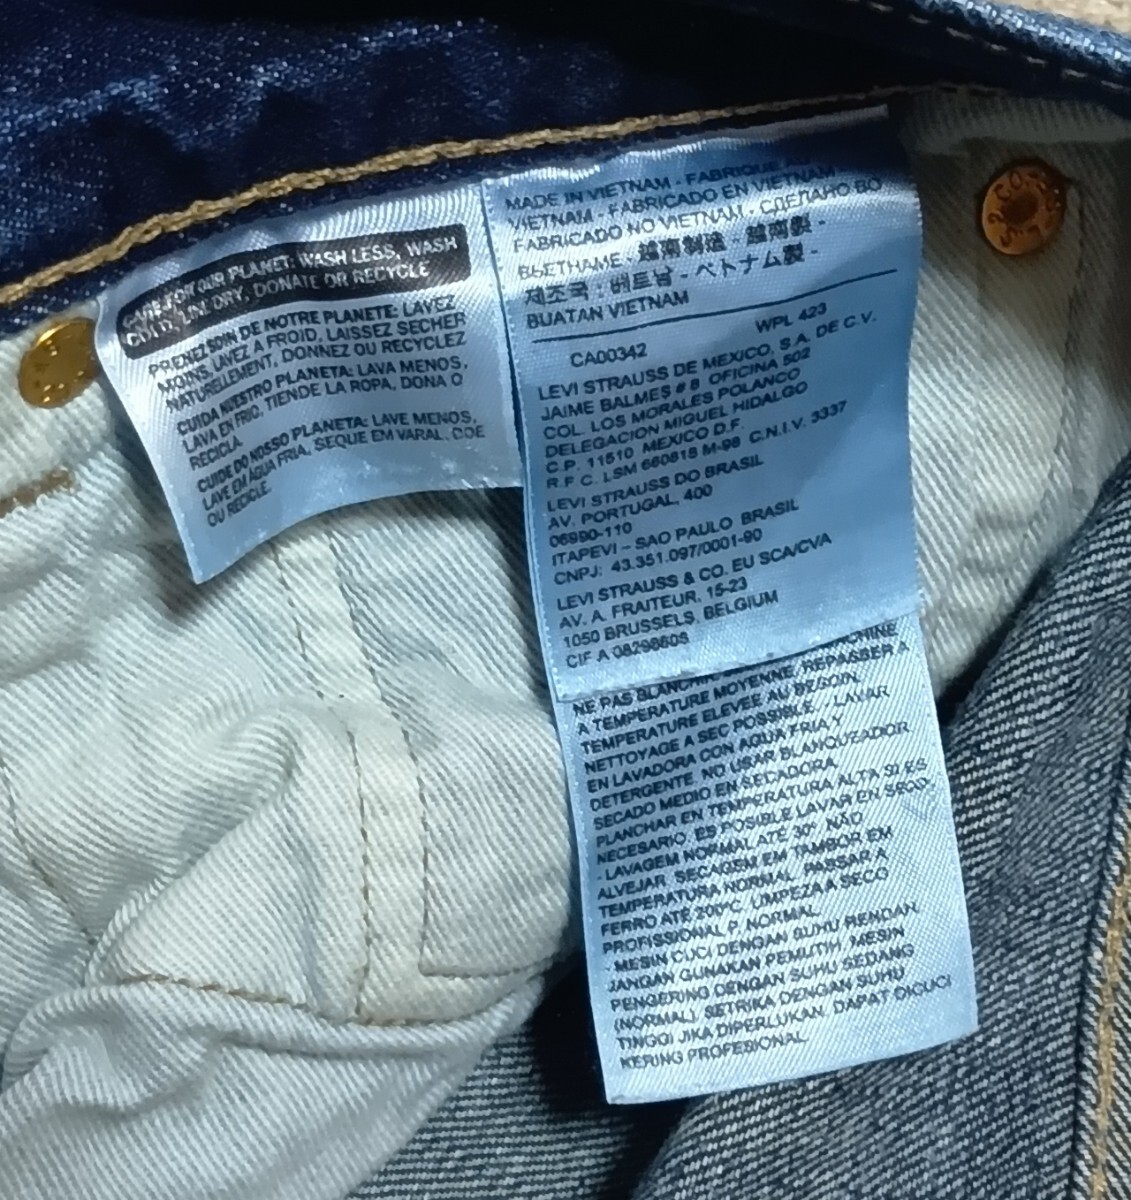 CARE FOR OUR PLANET: WASH LESS, WASH
COLD, LINE DRY, DONATE OR RECYCLE
PRENEZ SOIN DE NOTRE PLANETE: LAVEZ
MOINS, LAVEZ A FROID, LAISSEZ SECHER
NATURELLEMENT, DONNEZ OU RECYCLEZ
CUIDA NUESTRO PLANETA: LAVA MENOS,
LAVA EN FRIO, TIENDE LA ROPA, DONA O
RECICLA.
CUIDE DO NOSSO PLANETA: LAVE MENOS,
LAVE EM AGUA FRIA, SEQUE EM VARAL, DOE
OU RECICLE.
MADE IN VIETNAM - FABRIQUE AU
VIETNAM - FABRICADO EN VIETNAM
FABRICADO NO VIETNAM - СДЕЛАНО ВО
ВЬЕТНАМЕ - 越南制造 - 越南製 -
제조국 : 베트남 - ベトナム製 -
BUATAN VIETNAM
WPL 423
CA00342
LEVI STRAUSS DE MEXICO, S.A. DE C.V.
JAIME BALMES # 8 OFICINA 502
COL. LOS MORALES POLANCO
DELEGACION MIGUEL HIDALGO
C.P. 11510 MEXICO D.F.
R.F.C. LSM 660618 M-98 C.N.I.V. 3337
LEVI STRAUSS DO BRASIL
AV. PORTUGAL, 400
06690-110
ITAPEVI - SAO PAULO BRASIL
CNPJ: 43.351.097/0001-90
LEVI STRAUSS & CO. EU SCA/CVA
AV. A. FRAITEUR, 15-23
1050 BRUSSELS, BELGIUM
CIF A 0829860S
NE PAS BLANCHIR MACHINE
A TEMPERATURE MOYENNE, REPASSER A
TEMPERATURE ELEVEE AU BESOIN.
NETTOYAGE A SEC POSSIBLE. - LAVAR
EN LAVADORA CON AGUA FRIA Y
DETERGENTE, NO USAR BLANQUEADOR
SECADO MEDIO EN SECADORA,
PLANCHAR EN TEMPERATURA ALTA SI ES
NECESARIO, ES POSIBLE LAVAR EN SECO.
- LAVAGEM NORMAL ATÉ 30° NÃO
ALVEJAR, SECAGEM EM TAMBOR EM
TEMPERATURA NORMAL, PASSAR A
FERRO ATÉ 200°C, LIMPEZA A SECO
PROFISSIONAL P. NORMAL
- MESIN CUCI DENGAN SUHU RENDAH,
JANGAN GUNAKAN PEMUTIH, MESIN
PENGERING DENGAN SUHU SEDANG
(NORMAL), SETRIKA DENGAN SUHU
TINGGI JIKA DIPERLUKAN, DAPAT DICUCI
KERING PROFESIONAL